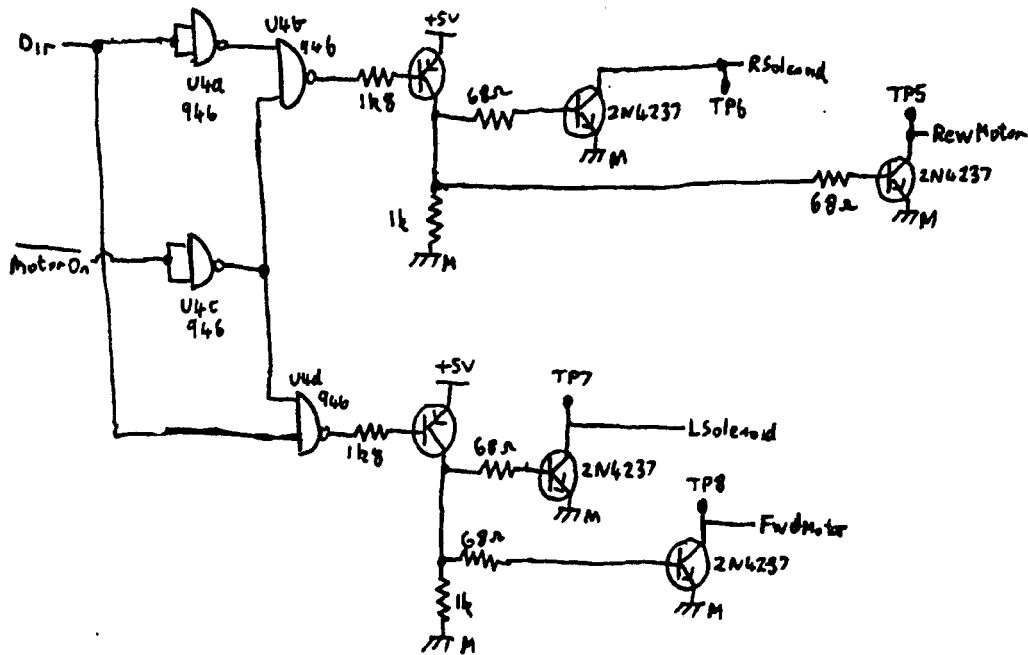 Dir
U4a
946
U4b
946
1k8
+5v
68Ω
2N4237
M
RSolenoid
TP6
TP5
RewMotor
2N4237
68Ω
M
1k
M
MotorOn
U4c
946
U4d
946
1k8
+5v
68Ω
2N4237
M
TP7
LSolenoid
TP8
FwdMotor
68Ω
2N4237
M
1k
M